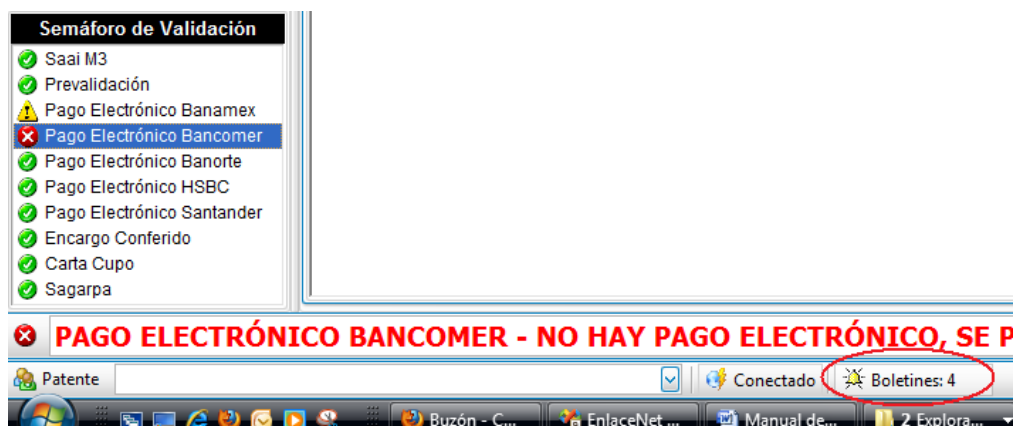 Semáforo de Validación
Saai M3
Prevalidación
Pago Electrónico Banamex
Pago Electrónico Bancomer
Pago Electrónico Banorte
Pago Electrónico HSBC
Pago Electrónico Santander
Encargo Conferido
Carta Cupo
Sagarpa
PAGO ELECTRÓNICO BANCOMER - NO HAY PAGO ELECTRÓNICO, SE P
Patente Conectado Boletines: 4
Buzón - C... EnlaceNet ... Manual de... 2 Explora...